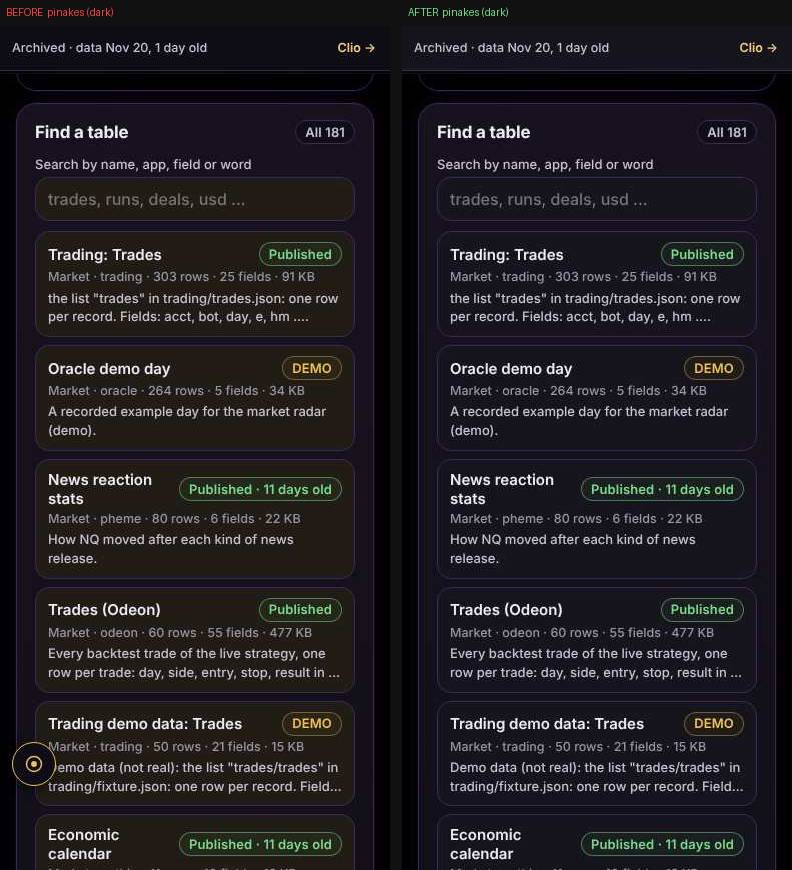 BEFORE pinakes (dark)
Archived · data Nov 20, 1 day old
Clio →
Find a table
All 181
Search by name, app, field or word
trades, runs, deals, usd ...
Trading: Trades
Published
Market · trading · 303 rows · 25 fields · 91 KB
the list "trades" in trading/trades.json: one row
per record. Fields: acct, bot, day, e, hm ....
Oracle demo day
DEMO
Market · oracle · 264 rows · 5 fields · 34 KB
A recorded example day for the market radar
(demo).
News reaction
stats
Published · 11 days old
Market · pheme · 80 rows · 6 fields · 22 KB
How NQ moved after each kind of news
release.
Trades (Odeon)
Published
Market · odeon · 60 rows · 55 fields · 477 KB
Every backtest trade of the live strategy, one
row per trade: day, side, entry, stop, result in ...
Trading demo data: Trades
DEMO
Market · trading · 50 rows · 21 fields · 15 KB
Demo data (not real): the list "trades/trades" in
trading/fixture.json: one row per record. Field...
Economic
calendar
Published · 11 days old
AFTER pinakes (dark)
Archived · data Nov 20, 1 day old
Clio →
Find a table
All 181
Search by name, app, field or word
trades, runs, deals, usd ...
Trading: Trades
Published
Market · trading · 303 rows · 25 fields · 91 KB
the list "trades" in trading/trades.json: one row
per record. Fields: acct, bot, day, e, hm ....
Oracle demo day
DEMO
Market · oracle · 264 rows · 5 fields · 34 KB
A recorded example day for the market radar
(demo).
News reaction
stats
Published · 11 days old
Market · pheme · 80 rows · 6 fields · 22 KB
How NQ moved after each kind of news
release.
Trades (Odeon)
Published
Market · odeon · 60 rows · 55 fields · 477 KB
Every backtest trade of the live strategy, one
row per trade: day, side, entry, stop, result in ...
Trading demo data: Trades
DEMO
Market · trading · 50 rows · 21 fields · 15 KB
Demo data (not real): the list "trades/trades" in
trading/fixture.json: one row per record. Field...
Economic
calendar
Published · 11 days old